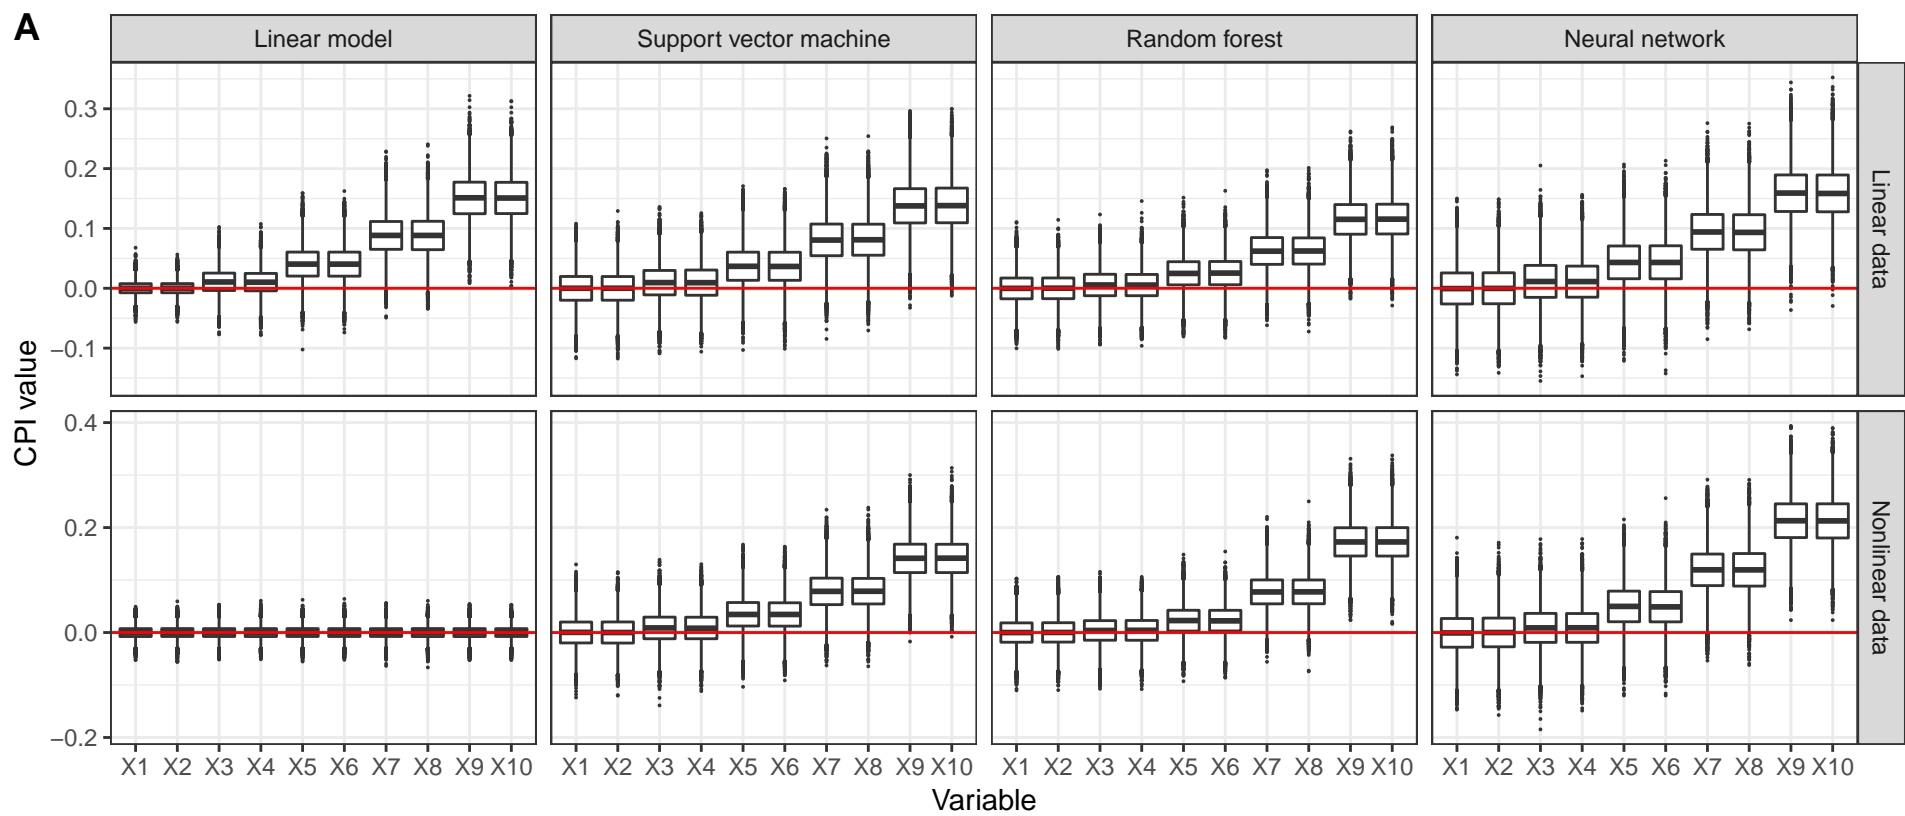 A
Linear model Support vector machine Random forest Neural network
0.3
0.2
0.1
0.0
−0.1
Linear data
CPI value
0.4
0.2
0.0
−0.2
Nonlinear data
X1 X2 X3 X4 X5 X6 X7 X8 X9 X10 X1 X2 X3 X4 X5 X6 X7 X8 X9 X10 X1 X2 X3 X4 X5 X6 X7 X8 X9 X10 X1 X2 X3 X4 X5 X6 X7 X8 X9 X10
Variable